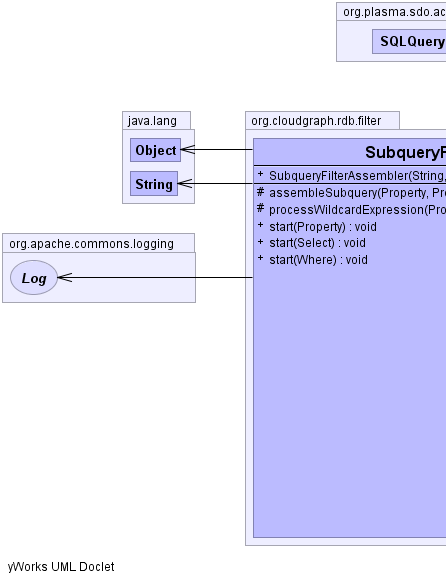 org.plasma.sdo.ac
SQLQuery
java.lang
Object
String
org.cloudgraph.rdb.filter
SubqueryF
+ SubqueryFilterAssembler(String,
# assembleSubquery(Property, Pro
# processWildcardExpression(Pro
+ start(Property) : void
+ start(Select) : void
+ start(Where) : void
org.apache.commons.logging
Log
yWorks UML Doclet